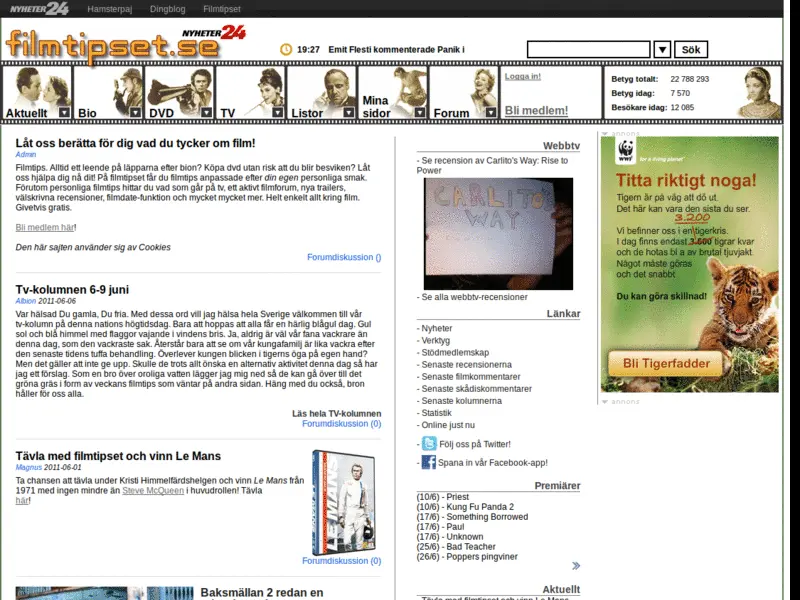 NYHETER24 Hamsterpaj Dingblog Filmtipset
filmtipset.se
NYHETER24
19:27 Emit Flesti kommenterade Panik i
Sök
Aktuellt
Bio
DVD
TV
Listor
Mina
sidor
Forum
Logga in!
Bli medlem!
Betyg totalt: 22 788 293
Betyg idag: 7 570
Besökare idag: 12 085
Låt oss berätta för dig vad du tycker om film!
Admin
Filmtips. Alltid ett leende på läpparna efter bion? Köpa dvd utan risk att du blir besviken? Låt
oss hjälpa dig nå dit! På filmtipset får du filmtips anpassade efter din egen personliga smak.
Förutom personliga filmtips hittar du vad som går på tv, ett aktivt filmforum, nya trailers,
välskrivna recensioner, filmdate-funktion och mycket mycket mer. Helt enkelt allt kring film.
Givetvis gratis.
Bli medlem här!
Den här sajten använder sig av Cookies
Forumdiskussion ()
Tv-kolumnen 6-9 juni
Albion 2011-06-06
Var hälsad Du gamla, Du fria. Med dessa ord vill jag hälsa hela Sverige välkommen till vår
tv-kolumn på denna nations högtidsdag. Bara att hoppas att alla får en härlig blågul dag. Gul
sol och blå himmel med flaggor vajande i vindens bris. Ja, aldrig är väl vår fana vackrare än
denna dag, som den vackraste sak. Återstår bara att se om vår kungafamilj är lika vackra efter
den senaste tidens tuffa behandling. Överlever kungen blicken i tigerns öga på egen hand?
Men det gäller att inte ge upp. Skulle de trots allt önska en alternativ aktivitet denna dag så har
jag ett förslag. Som en bro över oroliga vatten lägger jag mig ned så de kan gå över till det
gröna gräs i form av veckans filmtips som väntar på andra sidan. Häng med du också, bron
håller för oss alla.
Läs hela TV-kolumnen
Forumdiskussion (0)
Tävla med filmtipset och vinn Le Mans
Magnus 2011-06-01
Ta chansen att tävla under Kristi Himmelfärdshelgen och vinn Le Mans från
1971 med ingen mindre än Steve McQueen i huvudrollen! Tävla
här!
Forumdiskussion (0)
Baksmällan 2 redan en
Webbtv
- Se recension av Carlito's Way: Rise to
Power
CARLITO'S
WAY
- Se alla webbtv-recensioner
Länkar
- Nyheter
- Verktyg
- Stödmedlemskap
- Senaste recensionerna
- Senaste filmkommentarer
- Senaste skådiskommentarer
- Senaste kolumnerna
- Statistik
- Online just nu
- Följ oss på Twitter!
- Spana in vår Facebook-app!
Premiärer
(10/6) - Priest
(10/6) - Kung Fu Panda 2
(17/6) - Something Borrowed
(17/6) - Paul
(17/6) - Unknown
(25/6) - Bad Teacher
(26/6) - Poppers pingviner
Aktuellt
- Tävla med filmtipset och vinn Le Mans
annons
WWF
for a living planet
Titta riktigt noga!
Tigern är på väg att dö ut.
Det här kan vara den sista du ser.
3.200
Vi befinner oss i en tigerkris.
I dag finns endast 3.600 tigrar kvar
och de hotas bl a av brutal tjuvjakt
Något måste göras
och det snabbt
Du kan göra skillnad!
Bli Tigerfadder
annons